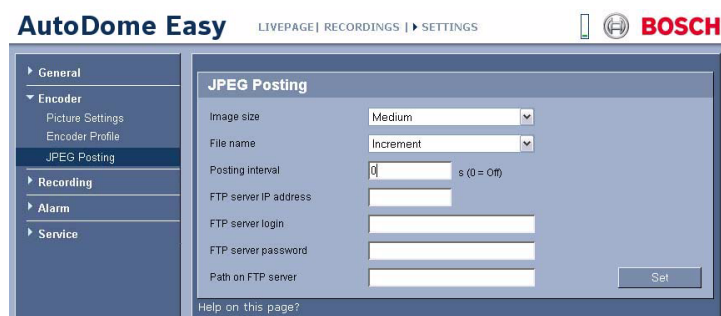 AutoDome Easy LIVEPAGE| RECORDINGS | SETTINGS BOSCH
General
Encoder
Picture Settings
Encoder Profile
JPEG Posting
Recording
Alarm
Service
JPEG Posting
Image size Medium
File name Increment
Posting interval 0 s (0 = Off)
FTP server IP address
FTP server login
FTP server password
Path on FTP server Set
Help on this page?